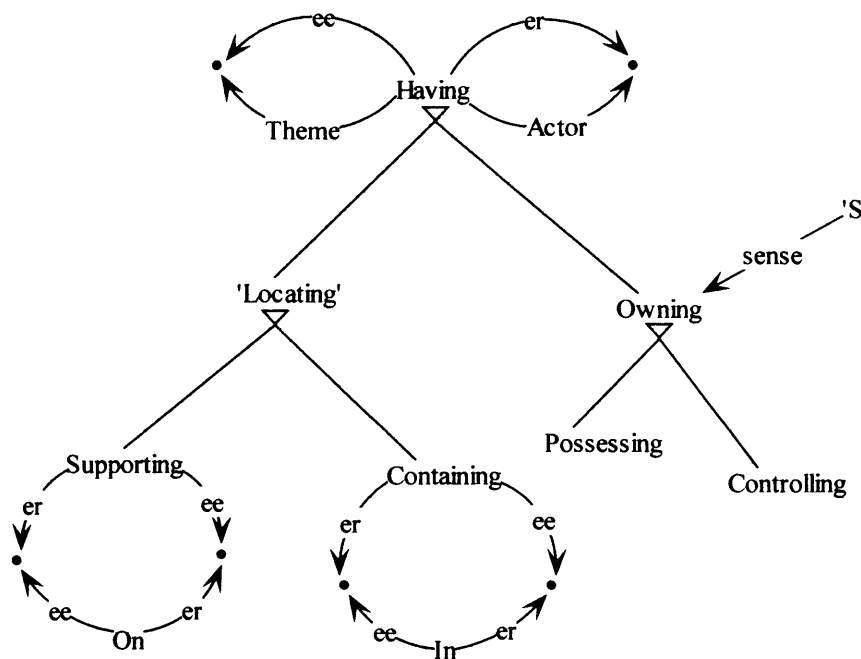 ee er
Having
Theme Actor
'S
sense
'Locating'
Owning
Possessing
Supporting
Containing
Controlling
er ee
er ee
ee er
ee er
On
In